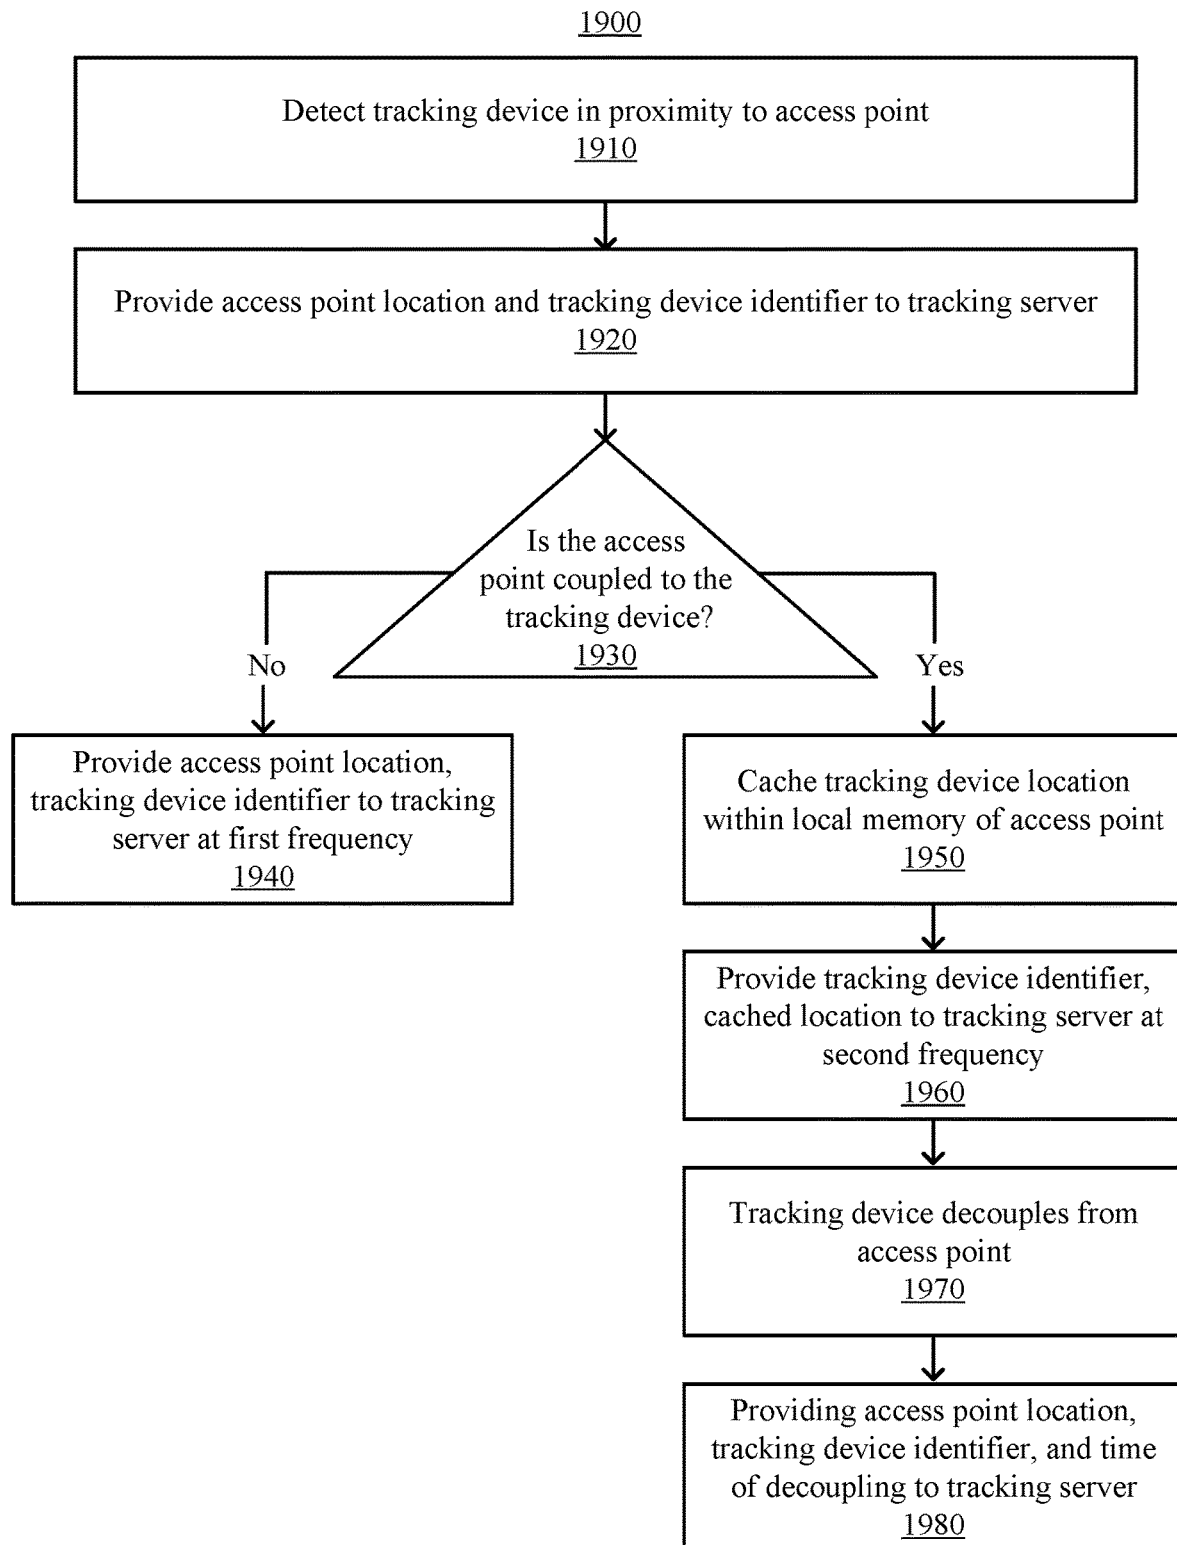 1900
Detect tracking device in proximity to access point
1910
Provide access point location and tracking device identifier to tracking server
1920
Is the access
point coupled to the
tracking device?
1930
No
Yes
Provide access point location,
tracking device identifier to tracking
server at first frequency
1940
Cache tracking device location
within local memory of access point
1950
Provide tracking device identifier,
cached location to tracking server at
second frequency
1960
Tracking device decouples from
access point
1970
Providing access point location,
tracking device identifier, and time
of decoupling to tracking server
1980